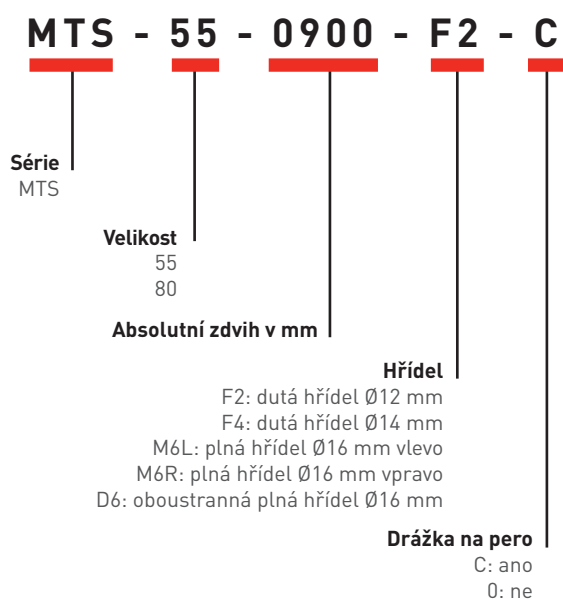 MTS - 55 - 0900 - F2 - C
Série
MTS
Velikost
55
80
Absolutní zdvih v mm
Hřídel
F2: dutá hřídel Ø12 mm
F4: dutá hřídel Ø14 mm
M6L: plná hřídel Ø16 mm vlevo
M6R: plná hřídel Ø16 mm vpravo
D6: oboustranná plná hřídel Ø16 mm
Drážka na pero
C: ano
0: ne